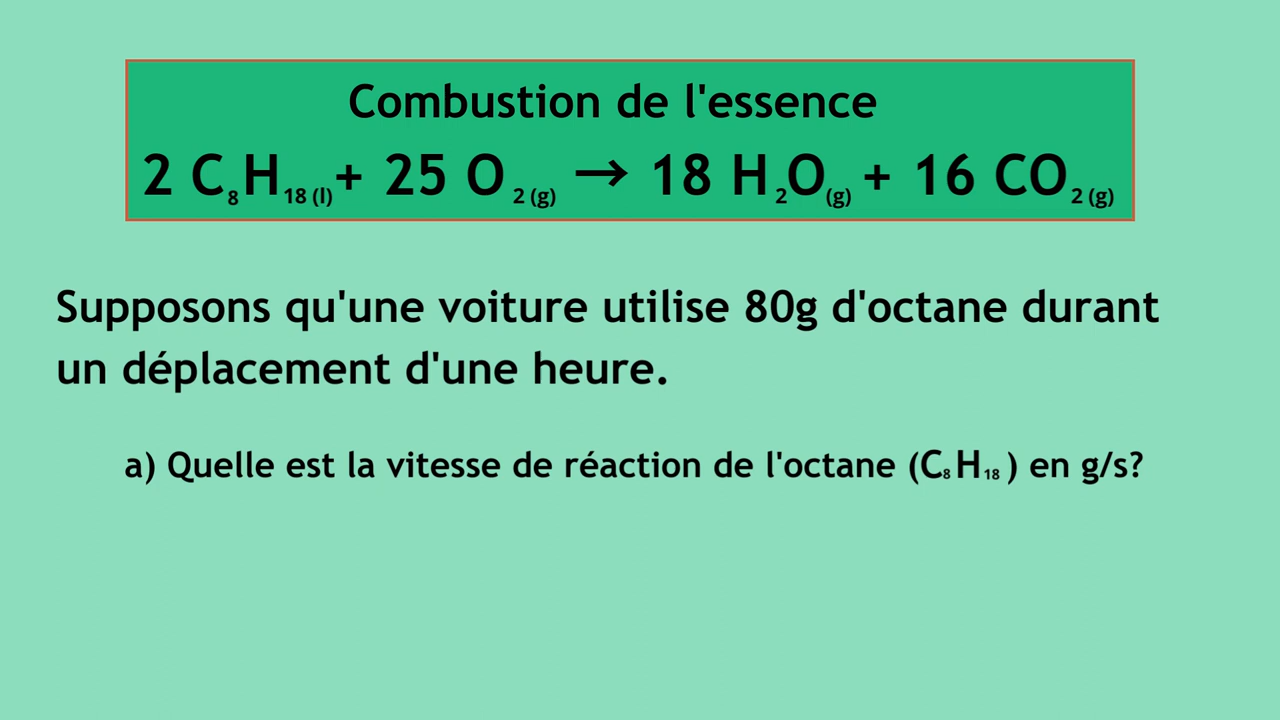 Combustion de l'essence
2 C₈H₁₈ (l) + 25 O₂ (g) → 18 H₂O(g) + 16 CO₂ (g)
Supposons qu'une voiture utilise 80g d'octane durant
un déplacement d'une heure.
a) Quelle est la vitesse de réaction de l'octane (C₈H₁₈) en g/s?